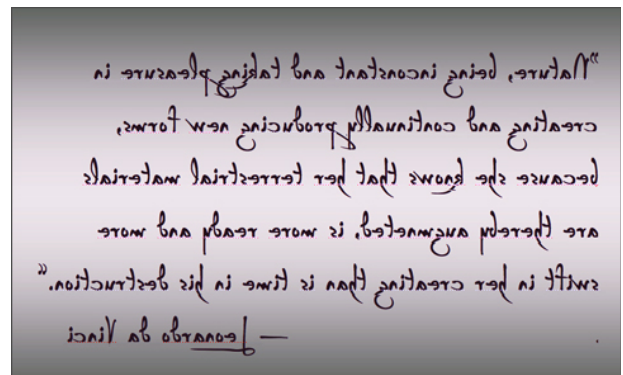 "Nature, being inconstant and taking pleasure in
creating and continually producing new forms,
because she knows that her terrestrial materials
are thereby augmented, is more ready and more
swift in her creating than is time in his destruction."
— Leonardo da Vinci